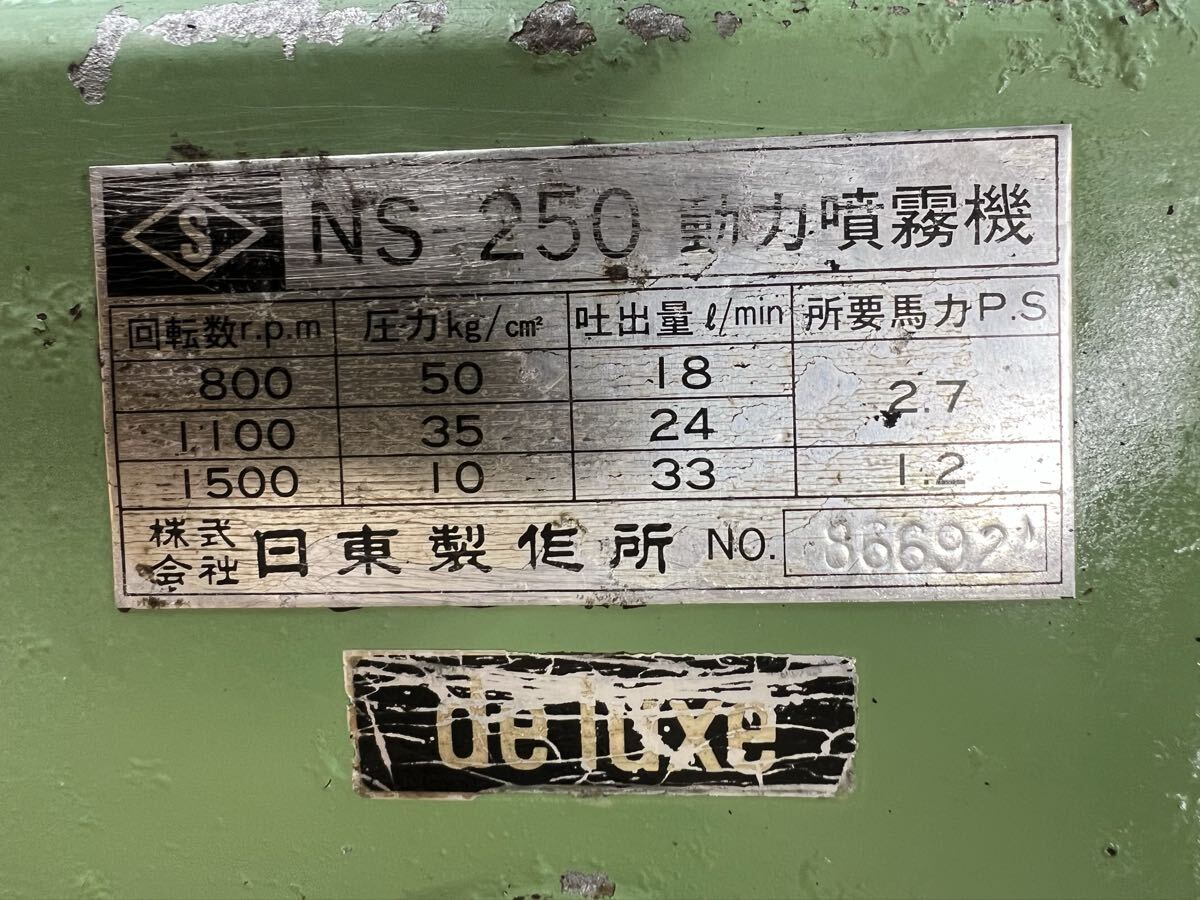 S NS-250 動力噴霧機
回転数r.p.m 圧力kg/cm² 吐出量ℓ/min 所要馬力P.S
800 50 18 2.7
1100 35 24
1500 10 33 1.2
株式会社 日東製作所 NO. 86692
de luxe